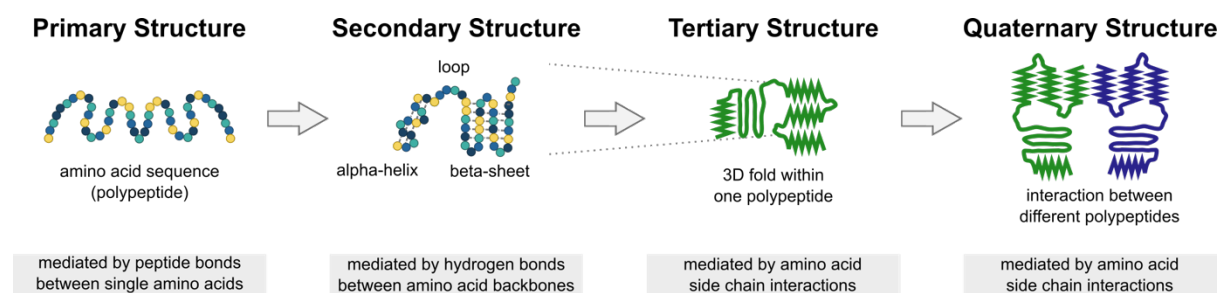 Primary Structure
amino acid sequence
(polypeptide)
mediated by peptide bonds
between single amino acids
Secondary Structure
loop
alpha-helix
beta-sheet
mediated by hydrogen bonds
between amino acid backbones
Tertiary Structure
3D fold within
one polypeptide
mediated by amino acid
side chain interactions
Quaternary Structure
interaction between
different polypeptides
mediated by amino acid
side chain interactions